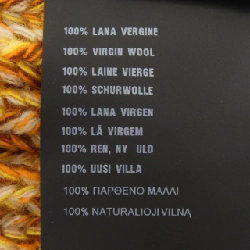 100% LANA VERGINE
100% VIRGIN WOOL
100% LAINE VIERGE
100% SCHURWOLLE
100% LANA VIRGEN
100% LÃ VIRGEM
100% REN, NY ULD
100% UUSI VILLA
100% ΠΑΡΘΕΝΟ ΜΑΛΛΙ
100% NATURALIOJI VILNA